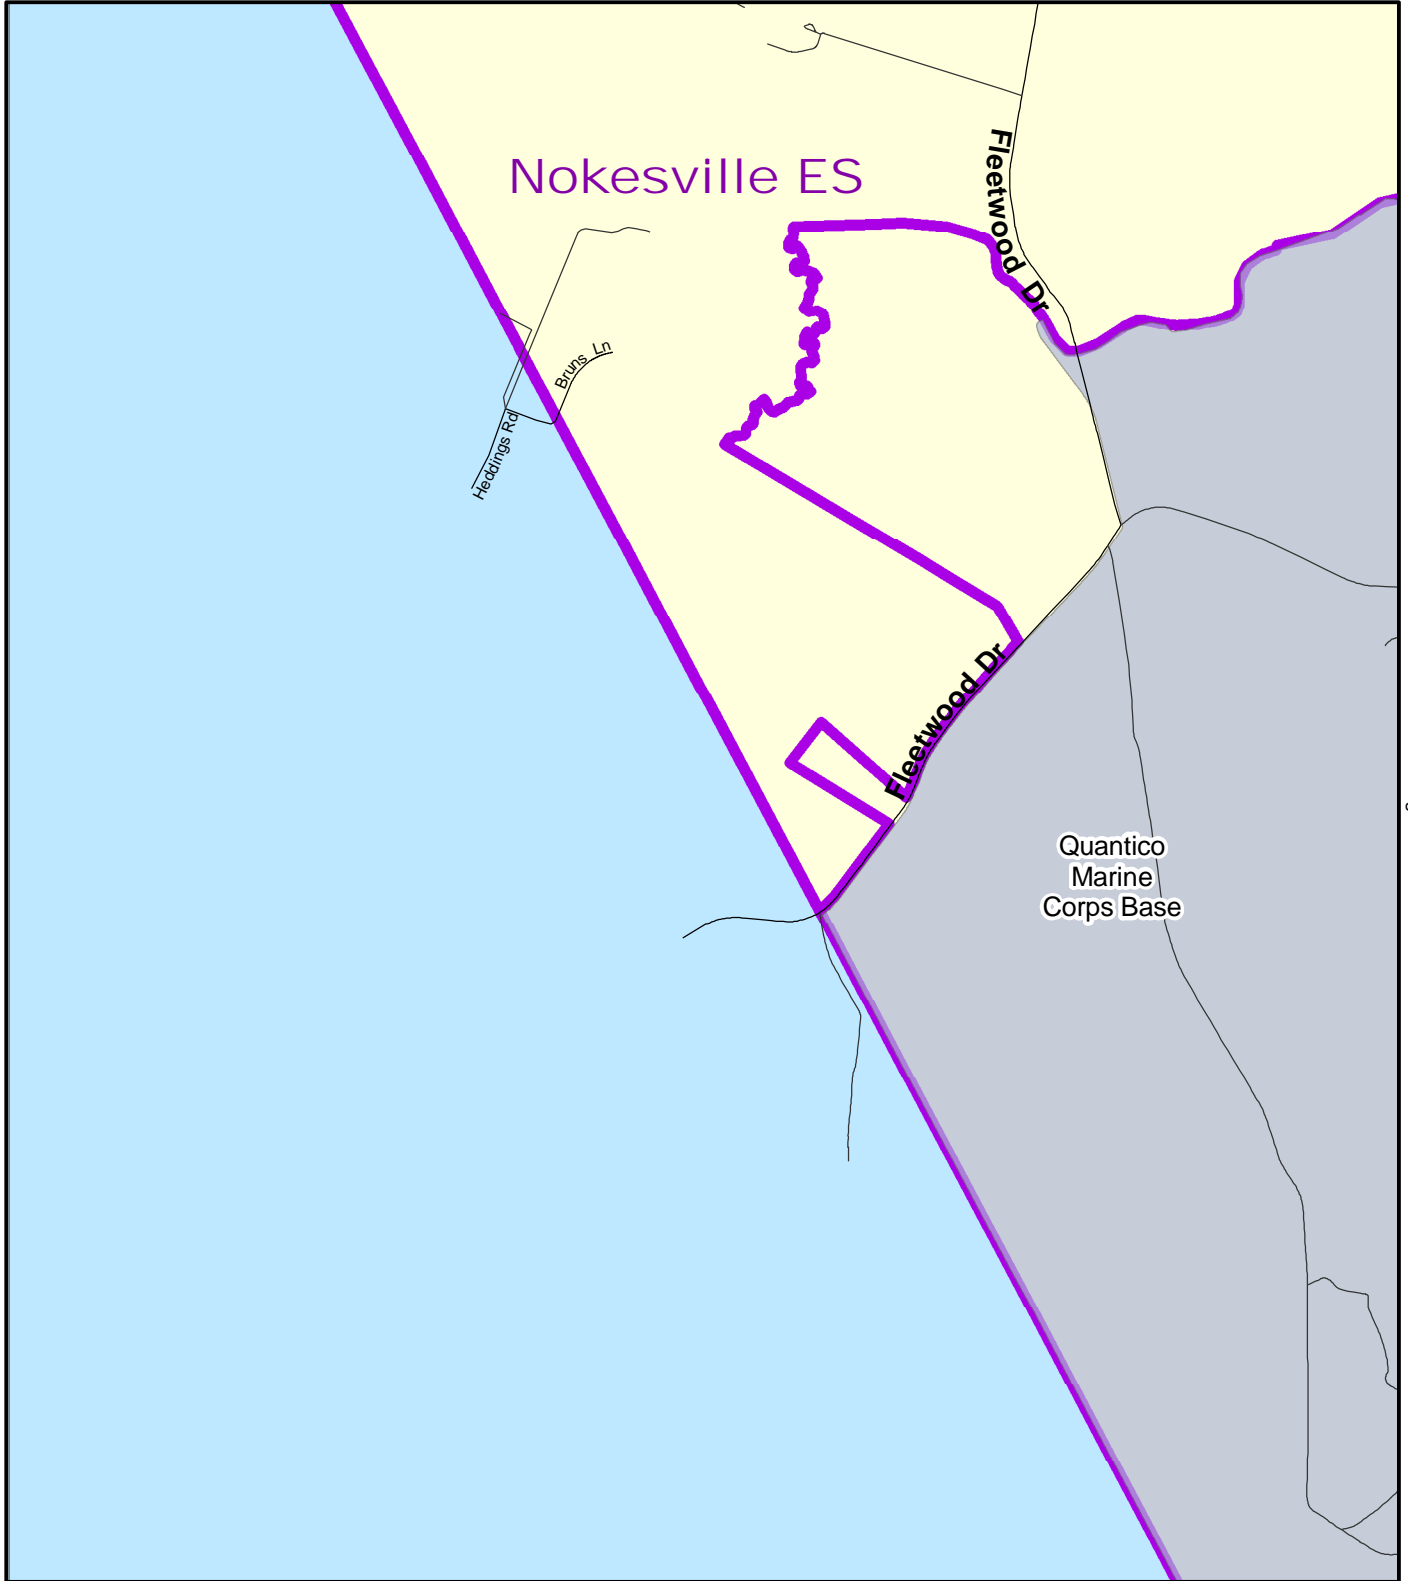 Nokesville ES
Fleetwood Dr
Bruns Ln
Heddings Rd
Fleetwood Dr
Quantico
Marine
Corps Base